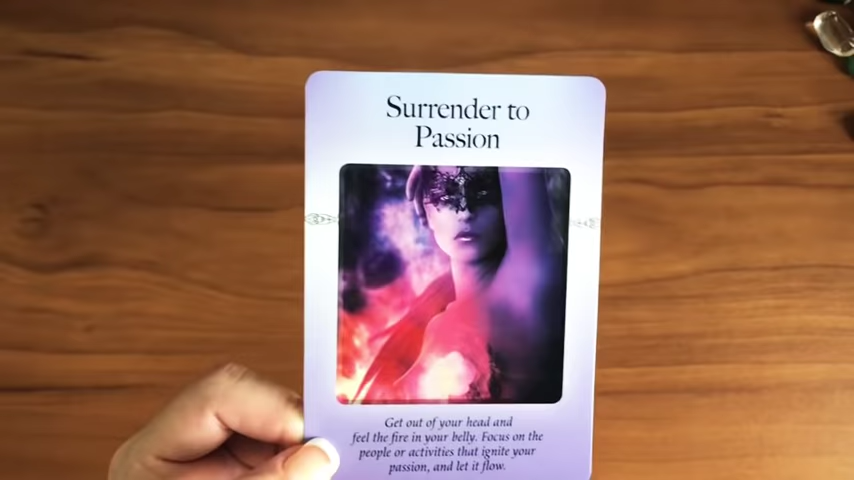 Surrender to
Passion
Get out of your head and
feel the fire in your belly. Focus on the
people or activities that ignite your
passion, and let it flow.